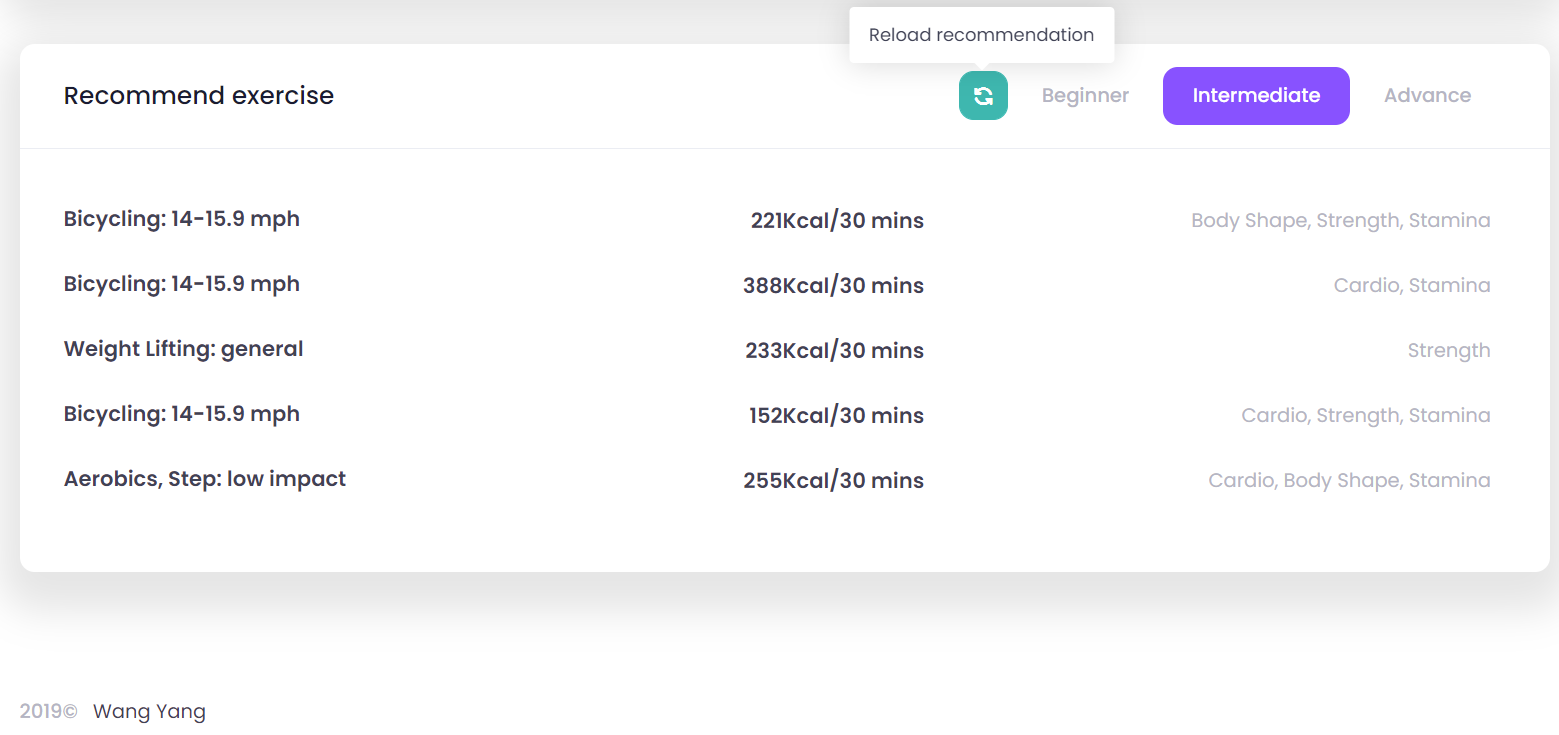 Reload recommendation
Recommend exercise
Beginner Intermediate Advance
Bicycling: 14-15.9 mph 221Kcal/30 mins Body Shape, Strength, Stamina
Bicycling: 14-15.9 mph 388Kcal/30 mins Cardio, Stamina
Weight Lifting: general 233Kcal/30 mins Strength
Bicycling: 14-15.9 mph 152Kcal/30 mins Cardio, Strength, Stamina
Aerobics, Step: low impact 255Kcal/30 mins Cardio, Body Shape, Stamina
2019© Wang Yang